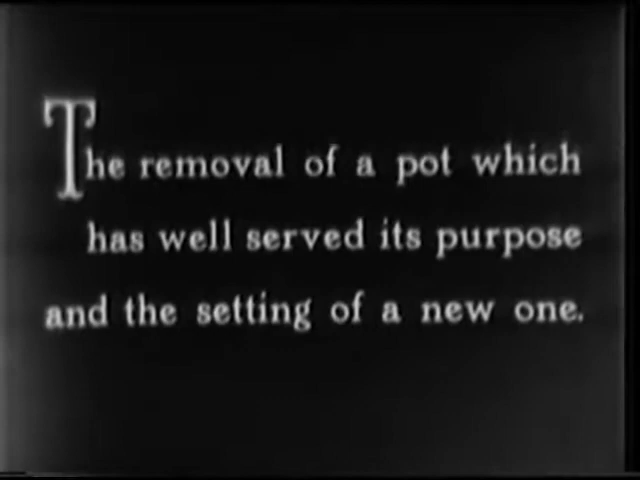 The removal of a pot which
has well served its purpose
and the setting of a new one.